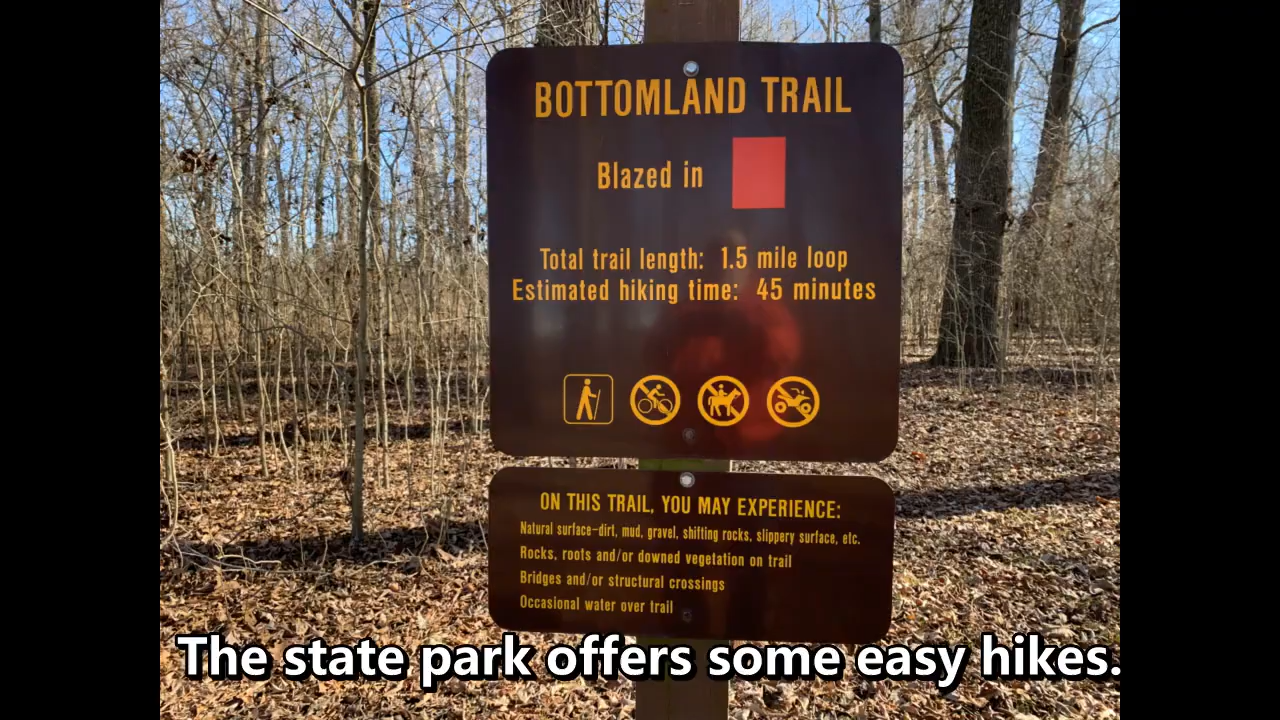 BOTTOMLAND TRAIL
Blazed in
Total trail length: 1.5 mile loop
Estimated hiking time: 45 minutes
ON THIS TRAIL, YOU MAY EXPERIENCE:
Natural surface-dirt, mud, gravel, shifting rocks, slippery surface, etc.
Rocks, roots and/or downed vegetation on trail
Bridges and/or structural crossings
Occasional water over trail
The state park offers some easy hikes.